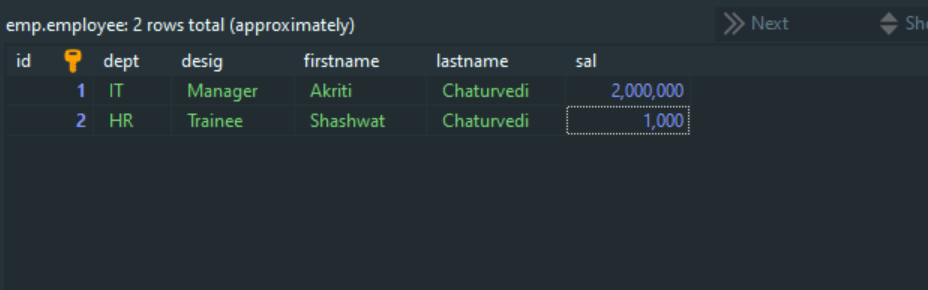 emp.employee: 2 rows total (approximately) Next
id dept desig firstname lastname sal
1 IT Manager Akriti Chaturvedi 2,000,000
2 HR Trainee Shashwat Chaturvedi 1,000